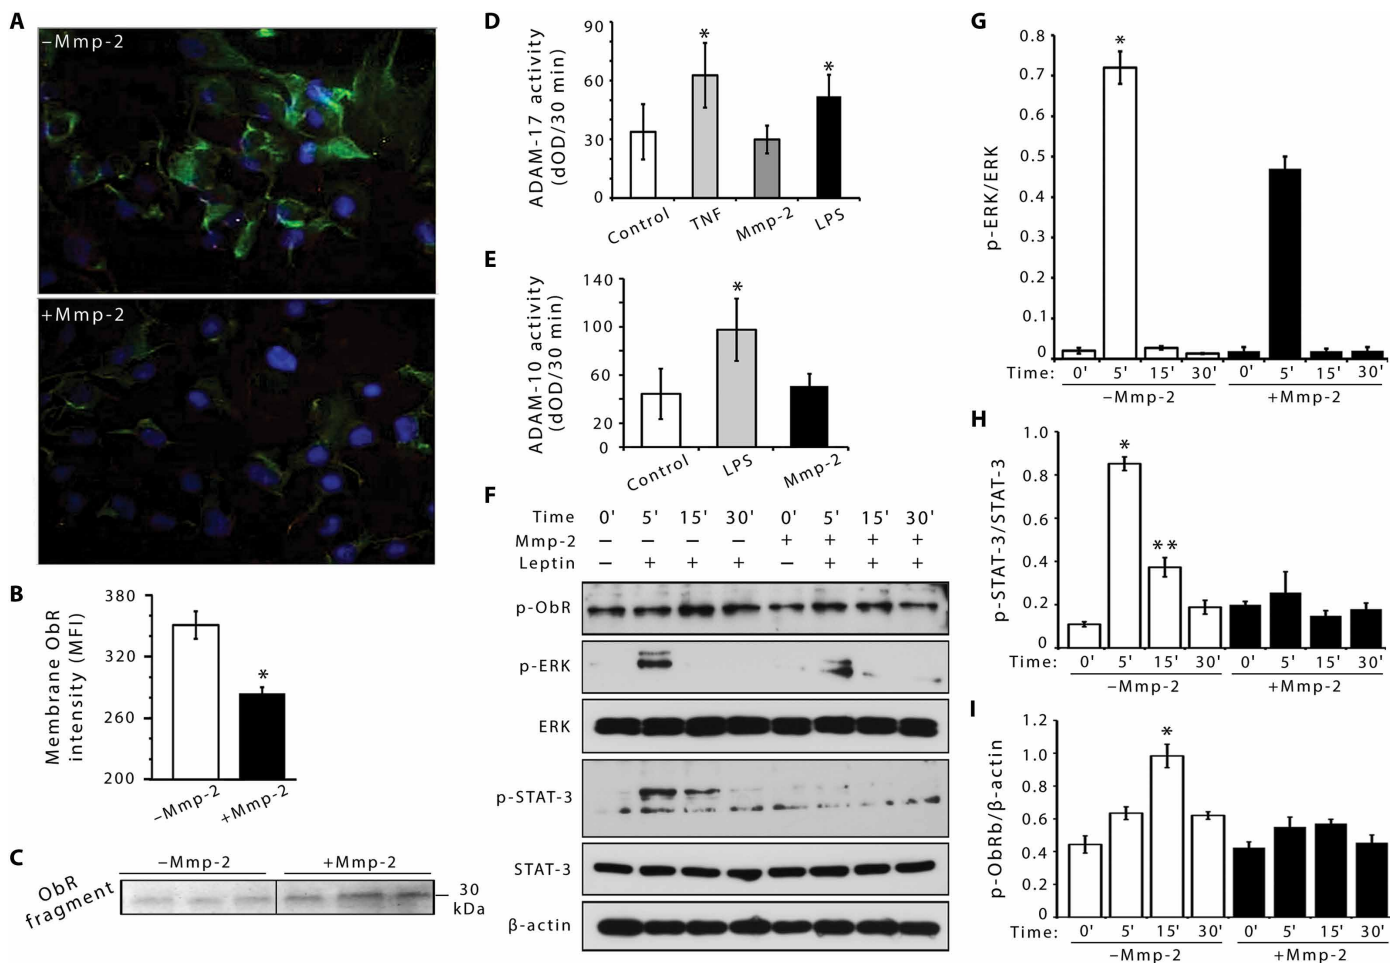 A
–Mmp-2
+Mmp-2
B
Membrane ObR
intensity (MFI)
380
320
260
200
*
–Mmp-2
+Mmp-2
C
–Mmp-2
+Mmp-2
ObR
fragment
30
kDa
D
ADAM-17 activity
(dOD/30 min)
90
60
30
0
*
*
Control
TNF
Mmp-2
LPS
E
ADAM-10 activity
(dOD/30 min)
140
100
60
20
0
*
Control
LPS
Mmp-2
F
Time 0' 5' 15' 30' 0' 5' 15' 30'
Mmp-2 – – – – + + + +
Leptin – + + + – + + +
p-ObR
p-ERK
ERK
p-STAT-3
STAT-3
β-actin
G
p-ERK/ERK
0.8
0.7
0.6
0.5
0.4
0.3
0.2
0.1
0
*
Time: 0' 5' 15' 30' 0' 5' 15' 30'
–Mmp-2 +Mmp-2
H
p-STAT-3/STAT-3
1.0
0.8
0.6
0.4
0.2
0
*
**
Time: 0' 5' 15' 30' 0' 5' 15' 30'
–Mmp-2 +Mmp-2
I
p-ObRb/β-actin
1.2
1.0
0.8
0.6
0.4
0.2
0
*
Time: 0' 5' 15' 30' 0' 5' 15' 30'
–Mmp-2 +Mmp-2